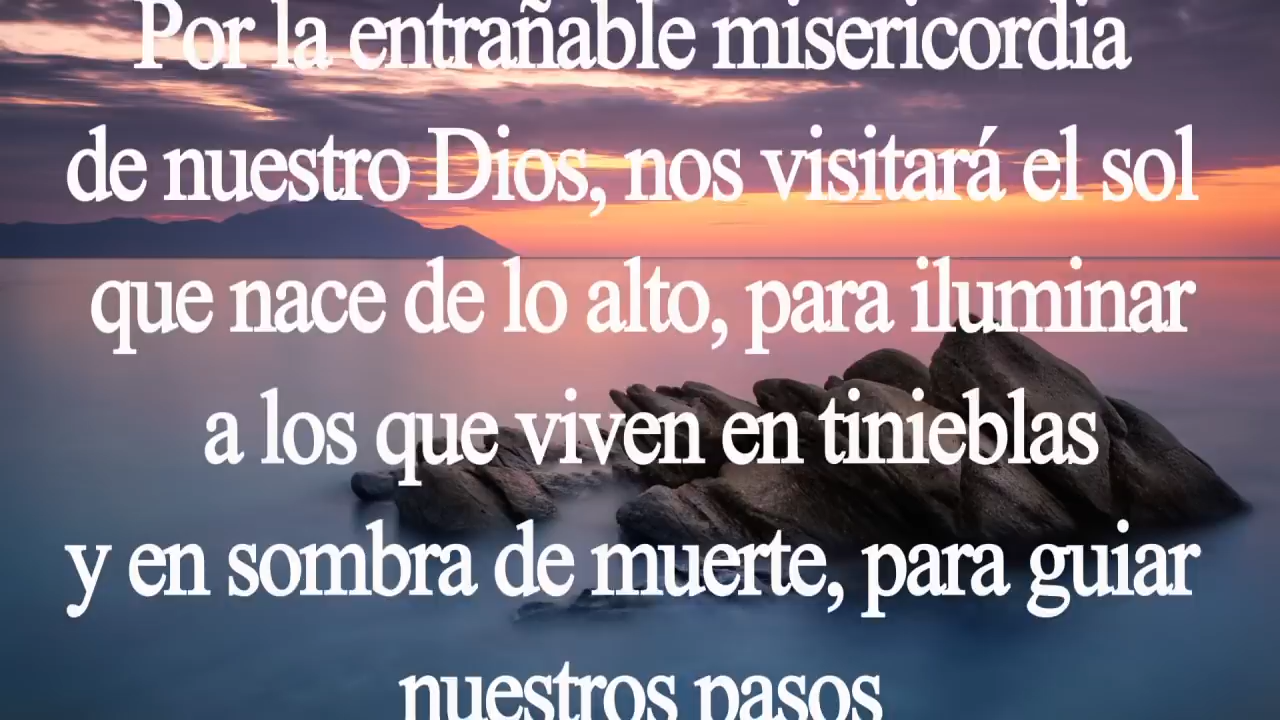 Por la entrañable misericordia
de nuestro Dios, nos visitará el sol
que nace de lo alto, para iluminar
a los que viven en tinieblas
y en sombra de muerte, para guiar
nuestros pasos